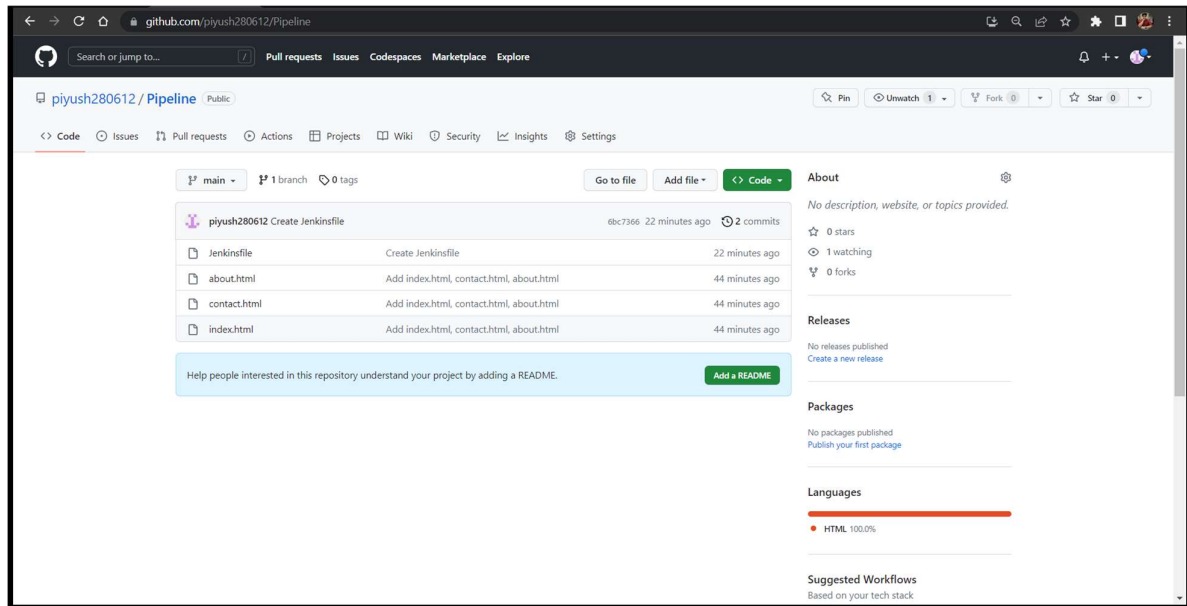 github.com/piyush280612/Pipeline
Search or jump to... / Pull requests Issues Codespaces Marketplace Explore
piyush280612 / Pipeline Public
Pin Unwatch 1 Fork 0 Star 0
Code Issues Pull requests Actions Projects Wiki Security Insights Settings
main 1 branch 0 tags Go to file Add file Code
piyush280612 Create Jenkinsfile 6bc7366 22 minutes ago 2 commits
Jenkinsfile Create Jenkinsfile 22 minutes ago
about.html Add index.html, contact.html, about.html 44 minutes ago
contact.html Add index.html, contact.html, about.html 44 minutes ago
index.html Add index.html, contact.html, about.html 44 minutes ago
Help people interested in this repository understand your project by adding a README. Add a README
About
No description, website, or topics provided.
0 stars
1 watching
0 forks
Releases
No releases published
Create a new release
Packages
No packages published
Publish your first package
Languages
HTML 100.0%
Suggested Workflows
Based on your tech stack